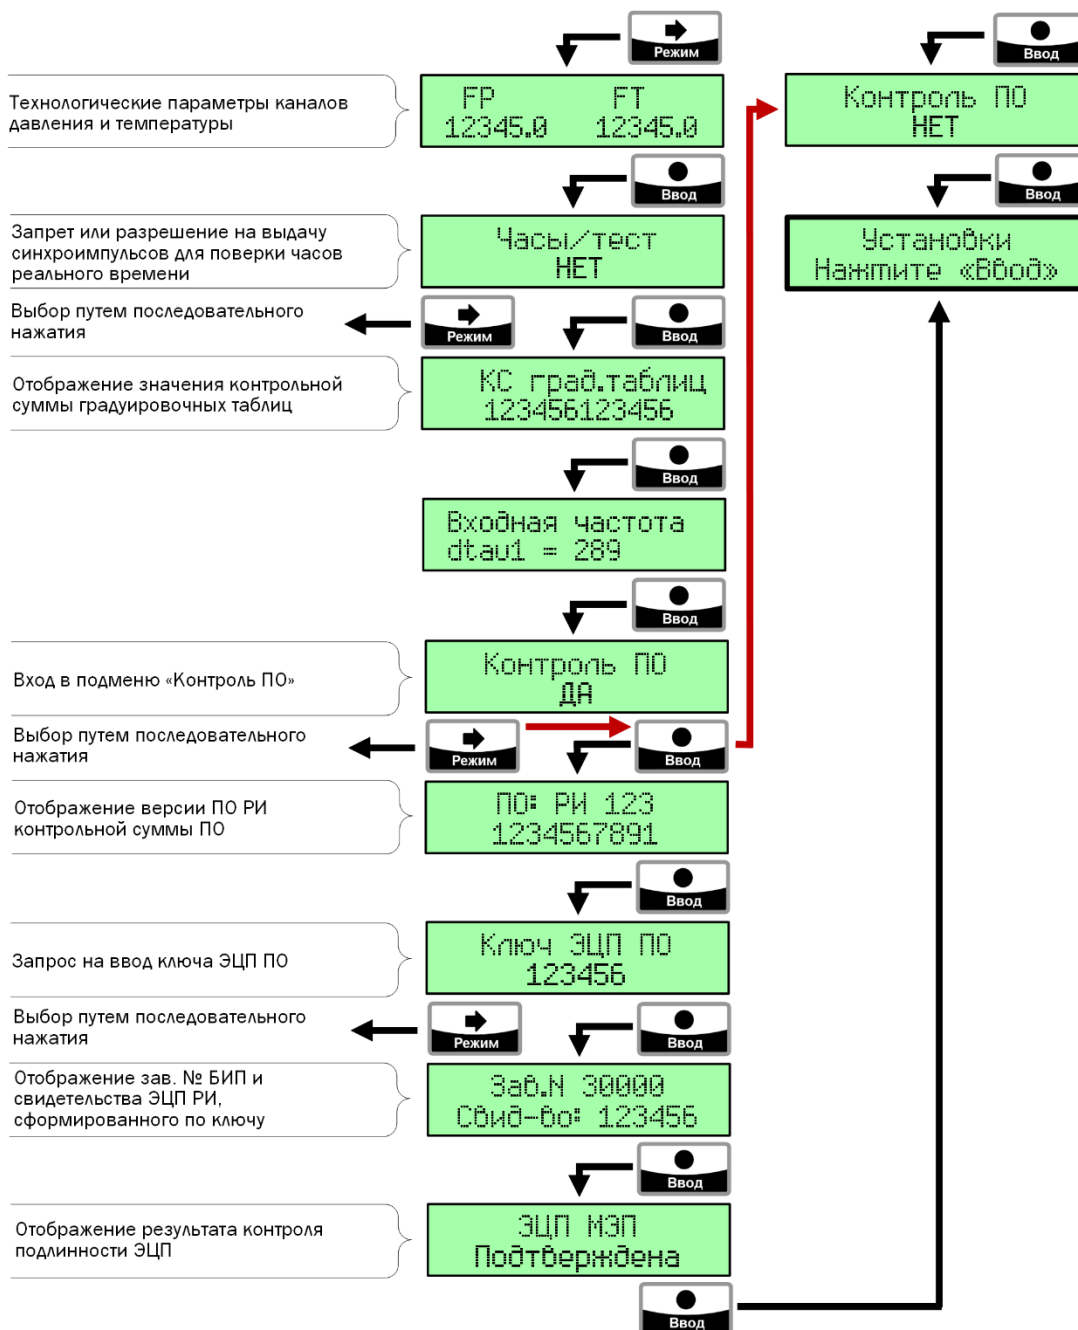 Режим
Ввод
Технологические параметры каналов
давления и температуры
FP FT
12345.0 12345.0
Контроль ПО
НЕТ
Ввод
Ввод
Запрет или разрешение на выдачу
синхроимпульсов для поверки часов
реального времени
Часы/тест
НЕТ
Установки
Нажмите «Ввод»
Выбор путем последовательного
нажатия
Режим
Ввод
Отображение значения контрольной
суммы градуировочных таблиц
КС град.таблиц
123456123456
Ввод
Входная частота
dtau1 = 289
Ввод
Вход в подменю «Контроль ПО»
Контроль ПО
ДА
Выбор путем последовательного
нажатия
Режим
Ввод
Отображение версии ПО РИ
контрольной суммы ПО
ПО: РИ 123
1234567891
Ввод
Запрос на ввод ключа ЭЦП ПО
Ключ ЭЦП ПО
123456
Выбор путем последовательного
нажатия
Режим
Ввод
Отображение зав. № БИП и
свидетельства ЭЦП РИ,
сформированного по ключу
Зав.N 30000
Свид-во: 123456
Ввод
Отображение результата контроля
подлинности ЭЦП
ЭЦП МЭП
Подтверждена
Ввод